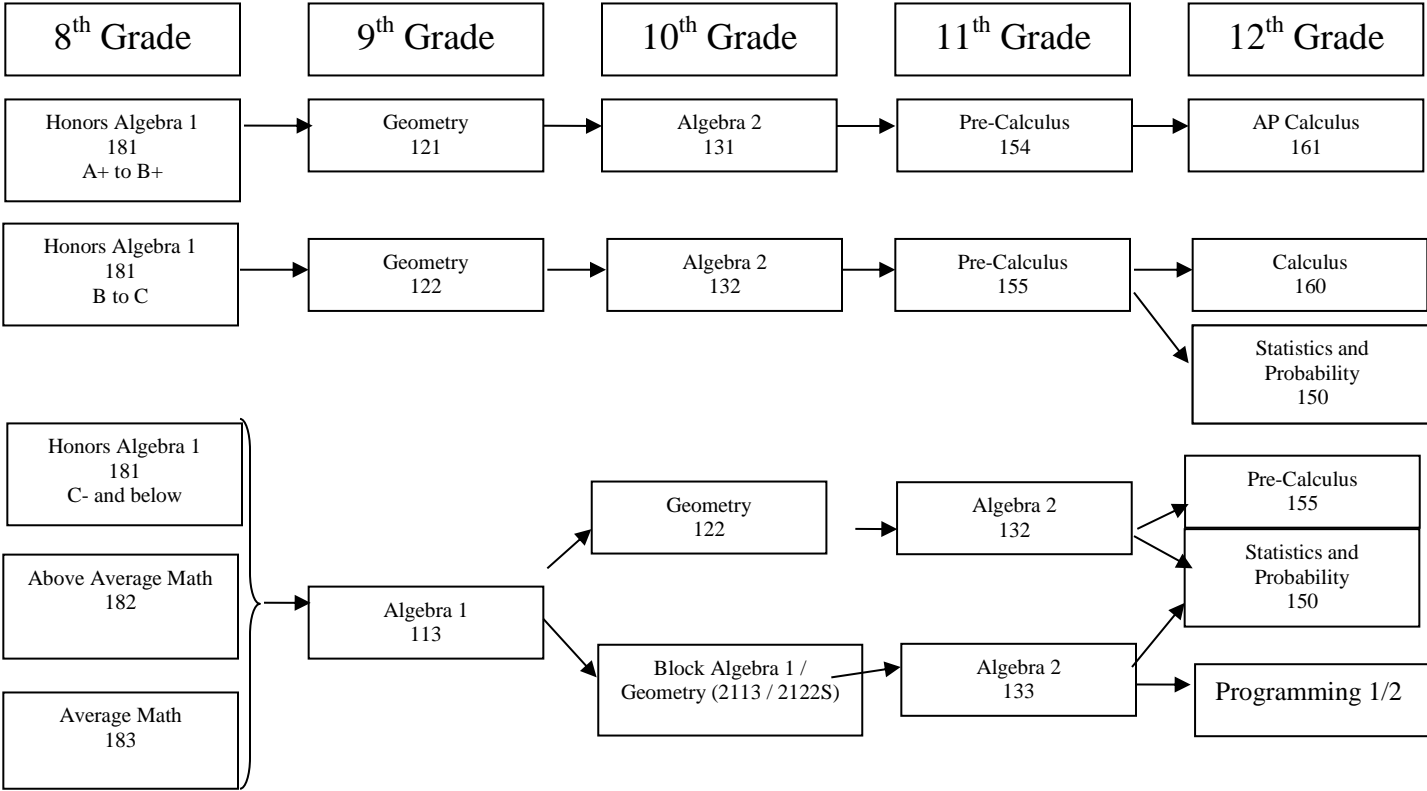 8th Grade
9th Grade
10th Grade
11th Grade
12th Grade
Honors Algebra 1
181
A+ to B+
Geometry
121
Algebra 2
131
Pre-Calculus
154
AP Calculus
161
Honors Algebra 1
181
B to C
Geometry
122
Algebra 2
132
Pre-Calculus
155
Calculus
160
Statistics and
Probability
150
Honors Algebra 1
181
C- and below
Above Average Math
182
Average Math
183
Algebra 1
113
Geometry
122
Algebra 2
132
Pre-Calculus
155
Statistics and
Probability
150
Block Algebra 1 /
Geometry (2113 / 2122S)
Algebra 2
133
Programming 1/2